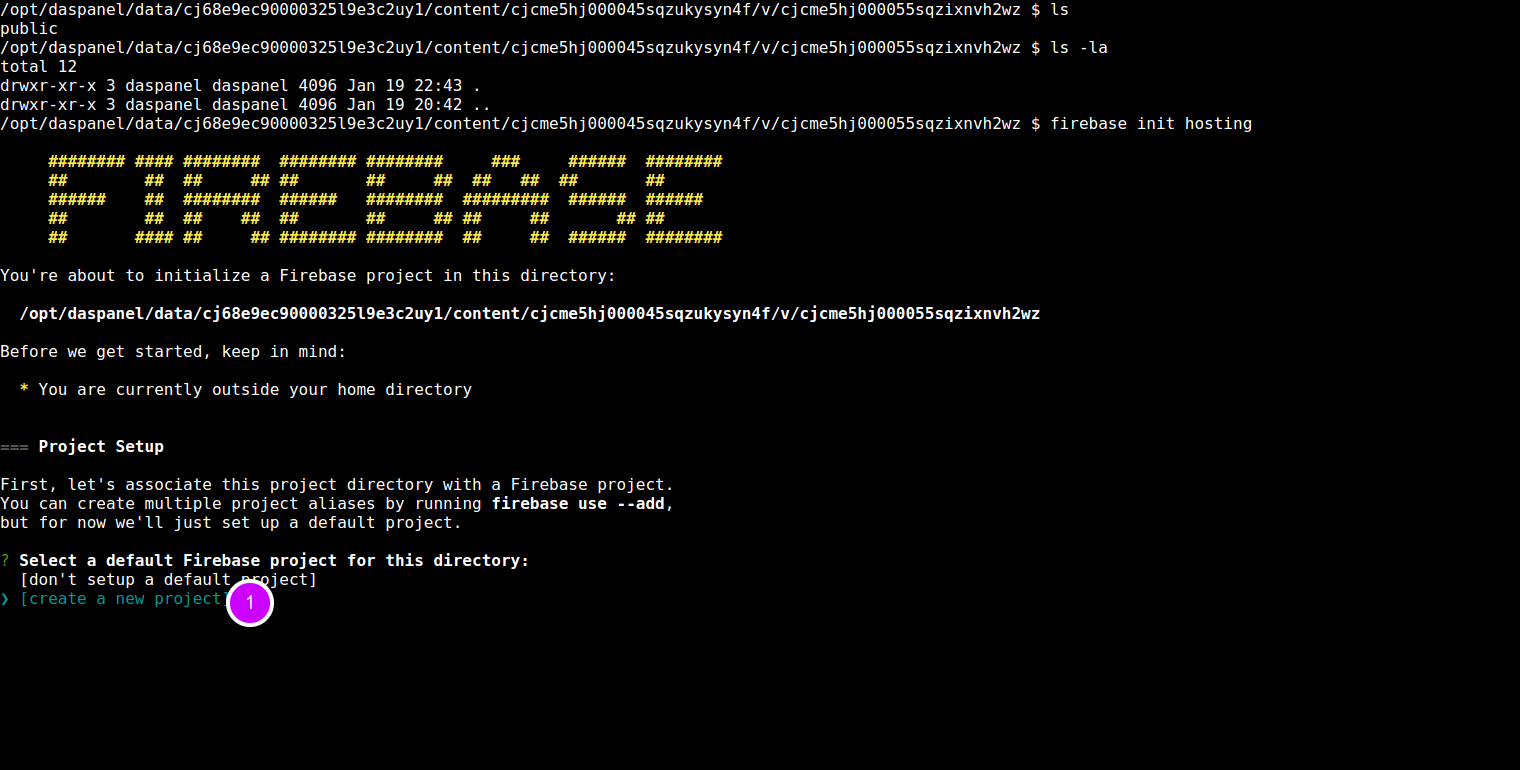 /opt/daspanel/data/cj68e9ec90000325l9e3c2uy1/content/cjcme5hj000045sqzukysyn4f/v/cjcme5hj000055sqzixnvh2wz $ ls
public
/opt/daspanel/data/cj68e9ec90000325l9e3c2uy1/content/cjcme5hj000045sqzukysyn4f/v/cjcme5hj000055sqzixnvh2wz $ ls -la
total 12
drwxr-xr-x 3 daspanel daspanel 4096 Jan 19 22:43 .
drwxr-xr-x 3 daspanel daspanel 4096 Jan 19 20:42 ..
/opt/daspanel/data/cj68e9ec90000325l9e3c2uy1/content/cjcme5hj000045sqzukysyn4f/v/cjcme5hj000055sqzixnvh2wz $ firebase init hosting
     ######## #### ########  ######## ########     ###     ######  ########
     ##        ##  ##     ## ##       ##     ##  ##   ##  ##       ##
     ######    ##  ########  ######   ########  #########  ######  ######
     ##        ##  ##    ##  ##       ##     ## ##     ##       ## ##
     ##       #### ##     ## ######## ########  ##     ##  ######  ########
You're about to initialize a Firebase project in this directory:
  /opt/daspanel/data/cj68e9ec90000325l9e3c2uy1/content/cjcme5hj000045sqzukysyn4f/v/cjcme5hj000055sqzixnvh2wz
Before we get started, keep in mind:
  * You are currently outside your home directory
=== Project Setup
First, let's associate this project directory with a Firebase project.
You can create multiple project aliases by running firebase use --add,
but for now we'll just set up a default project.
? Select a default Firebase project for this directory:
  [don't setup a default project]
❯ [create a new project]
1